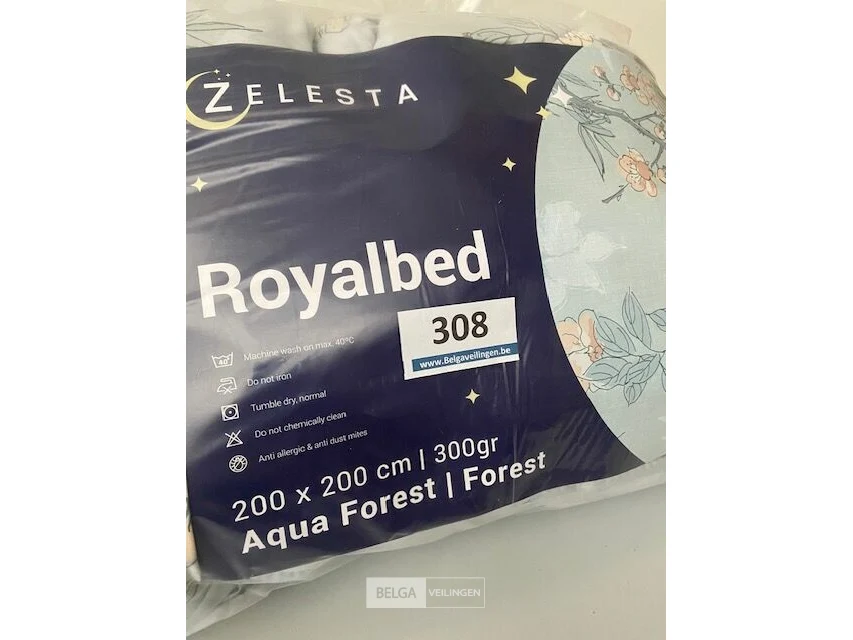 ZELESTA
Royalbed
308
www.Belgaveilingen.be
40
Machine wash on max. 40°C
Do not iron
Tumble dry, normal
Do not chemically clean
Anti allergic & anti dust mites
200 x 200 cm | 300gr
Aqua Forest | Forest
BELGA VEILINGEN